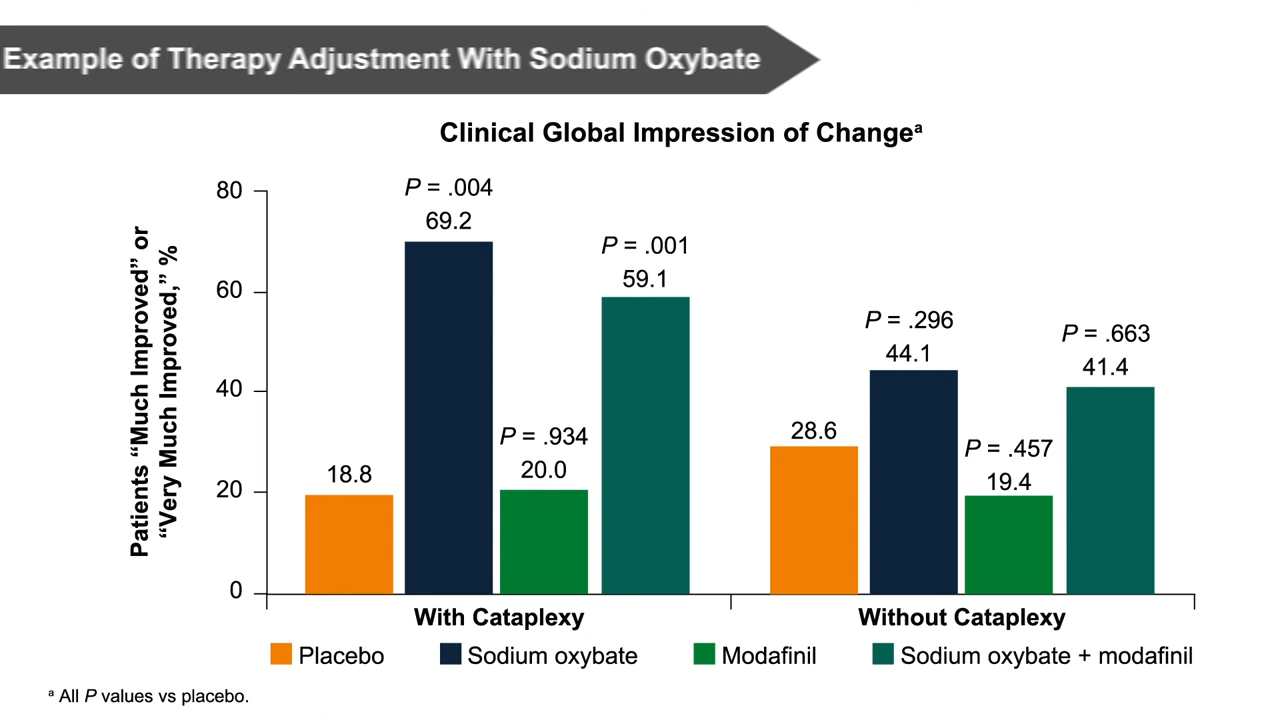 Example of Therapy Adjustment With Sodium Oxybate
Clinical Global Impression of Changeᵃ
Patients “Much Improved” or
“Very Much Improved,” %
80
60
40
20
0
18.8
P = .004
69.2
P = .934
20.0
P = .001
59.1
28.6
P = .296
44.1
P = .457
19.4
P = .663
41.4
With Cataplexy
Without Cataplexy
Placebo
Sodium oxybate
Modafinil
Sodium oxybate + modafinil
ᵃ All P values vs placebo.